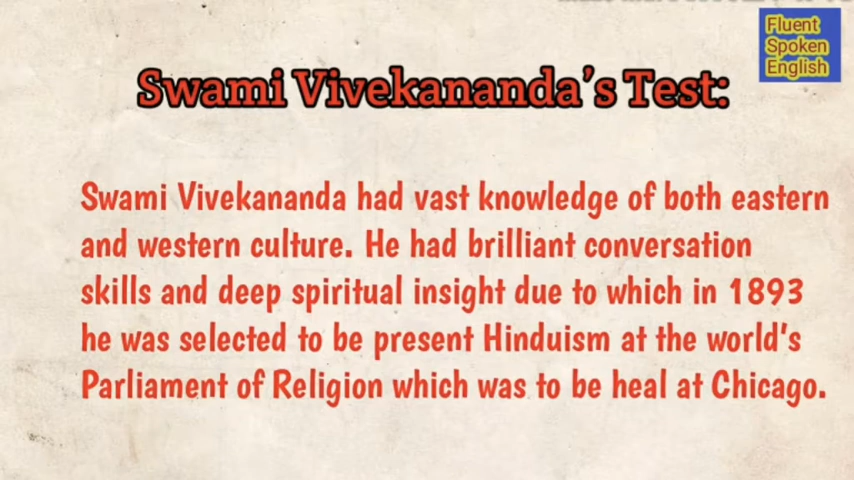 Fluent
Spoken
English
Swami Vivekananda's Test:
Swami Vivekananda had vast knowledge of both eastern
and western culture. He had brilliant conversation
skills and deep spiritual insight due to which in 1893
he was selected to be present Hinduism at the world's
Parliament of Religion which was to be heal at Chicago.